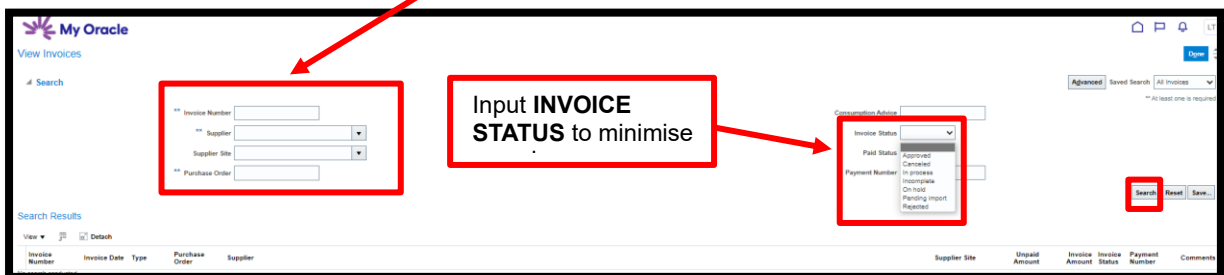 My Oracle
LT
View Invoices
Done
Search
Advanced Saved Search All Invoices
** At least one is required
** Invoice Number
** Supplier
Supplier Site
** Purchase Order
Input INVOICE
STATUS to minimise
Consumption Advice
Invoice Status
Paid Status
Payment Number
Approved
Canceled
In process
Incomplete
On hold
Pending import
Rejected
Search Reset Save...
Search Results
View Detach
Invoice Number Invoice Date Type Purchase Order Supplier Supplier Site Unpaid Amount Invoice Amount Invoice Status Payment Number Comments